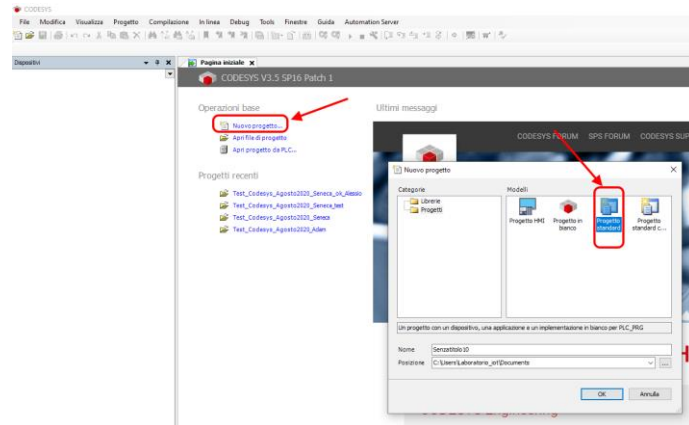 CODESYS
File Modifica Visualizza Progetto Compilazione In linea Debug Tools Finestre Guida Automation Server
Dispositivi
Pagina iniziale
CODESYS V3.5 SP16 Patch 1
Operazioni base
Nuovo progetto...
Apri file di progetto
Apri progetto da PLC...
Progetti recenti
Test_Codesys_Agosto2020_Seneca_ok_Alessio
Test_Codesys_Agosto2020_Seneca_test
Test_Codesys_Agosto2020_Seneca
Test_Codesys_Agosto2020_Aden
Ultimi messaggi
CODESYS FORUM SPS FORUM CODESYS SUP
Nuovo progetto
Categorie
Librerie
Progetti
Modelli
Progetto HMI
Progetto in bianco
Progetto standard
Progetto standard c...
Un progetto con un dispositivo, una applicazione e un implementazione in bianco per PLC_PRG
Nome Senzatitolo10
Posizione C:\Users\Laboratorio_iot\Documents
...
OK Annulla